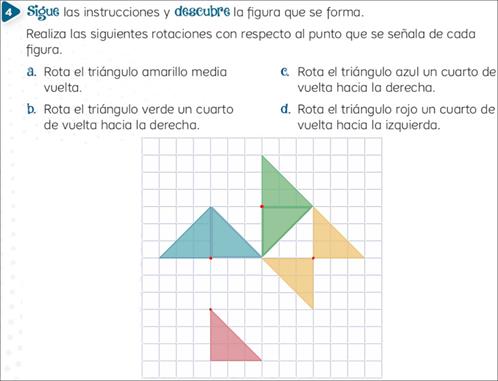 4 Sigue las instrucciones y descubre la figura que se forma.
Realiza las siguientes rotaciones con respecto al punto que se señala de cada
figura.
a. Rota el triángulo amarillo media
vuelta.
b. Rota el triángulo verde un cuarto
de vuelta hacia la derecha.
c. Rota el triángulo azul un cuarto de
vuelta hacia la derecha.
d. Rota el triángulo rojo un cuarto de
vuelta hacia la izquierda.